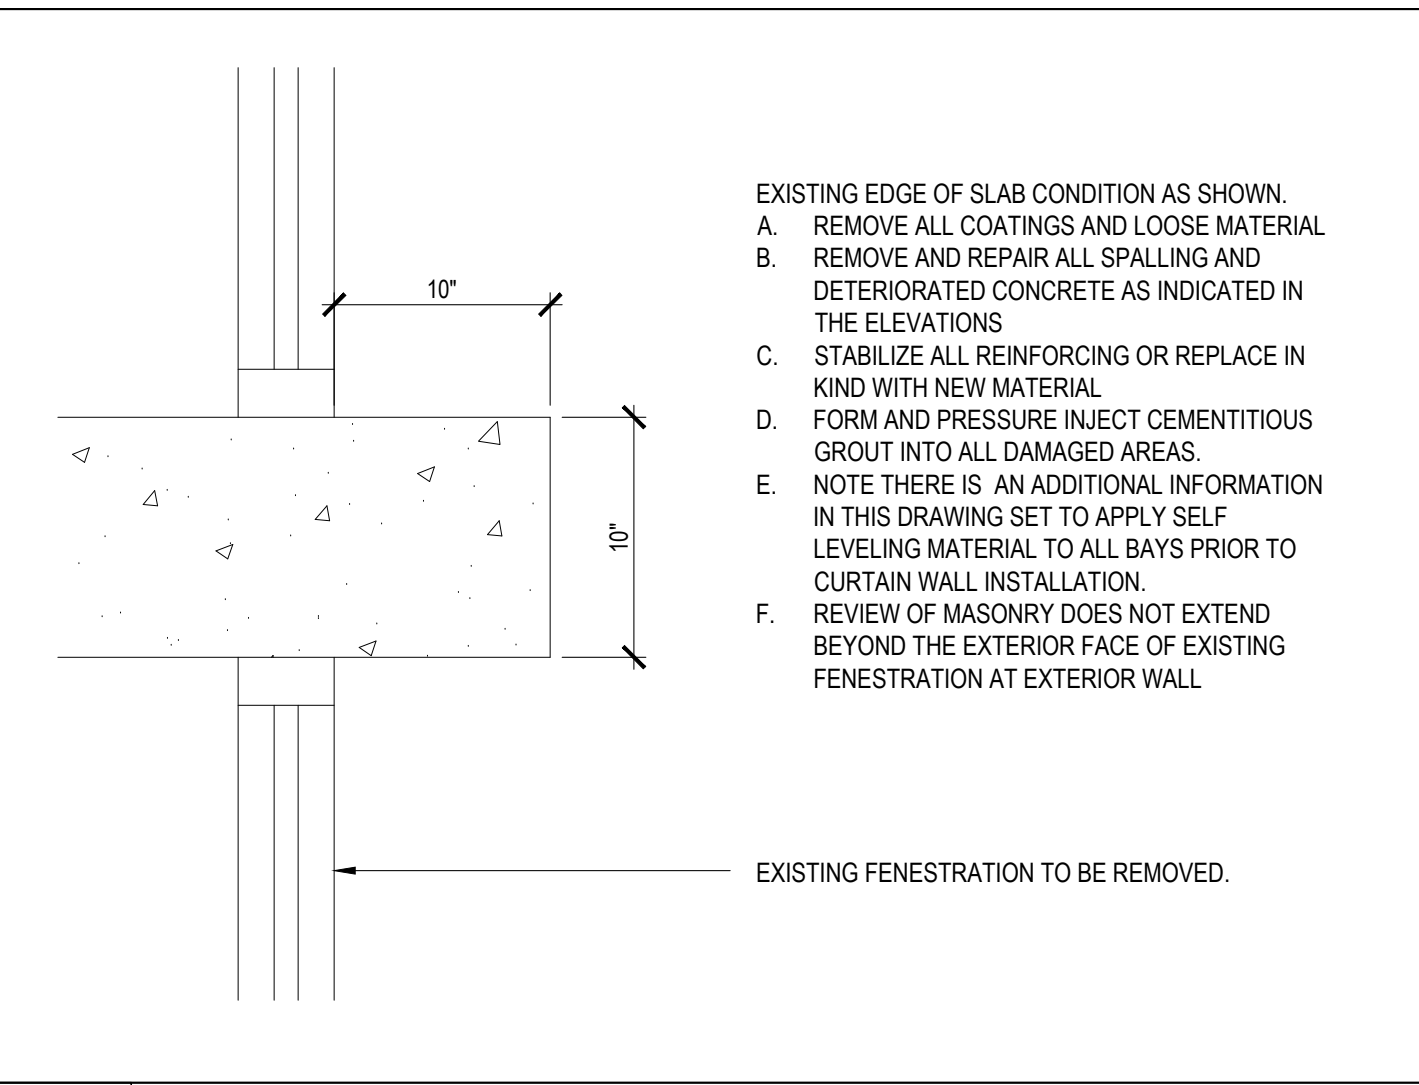 10"
10"
EXISTING EDGE OF SLAB CONDITION AS SHOWN.
A. REMOVE ALL COATINGS AND LOOSE MATERIAL
B. REMOVE AND REPAIR ALL SPALLING AND
DETERIORATED CONCRETE AS INDICATED IN
THE ELEVATIONS
C. STABILIZE ALL REINFORCING OR REPLACE IN
KIND WITH NEW MATERIAL
D. FORM AND PRESSURE INJECT CEMENTITIOUS
GROUT INTO ALL DAMAGED AREAS.
E. NOTE THERE IS AN ADDITIONAL INFORMATION
IN THIS DRAWING SET TO APPLY SELF
LEVELING MATERIAL TO ALL BAYS PRIOR TO
CURTAIN WALL INSTALLATION.
F. REVIEW OF MASONRY DOES NOT EXTEND
BEYOND THE EXTERIOR FACE OF EXISTING
FENESTRATION AT EXTERIOR WALL
EXISTING FENESTRATION TO BE REMOVED.